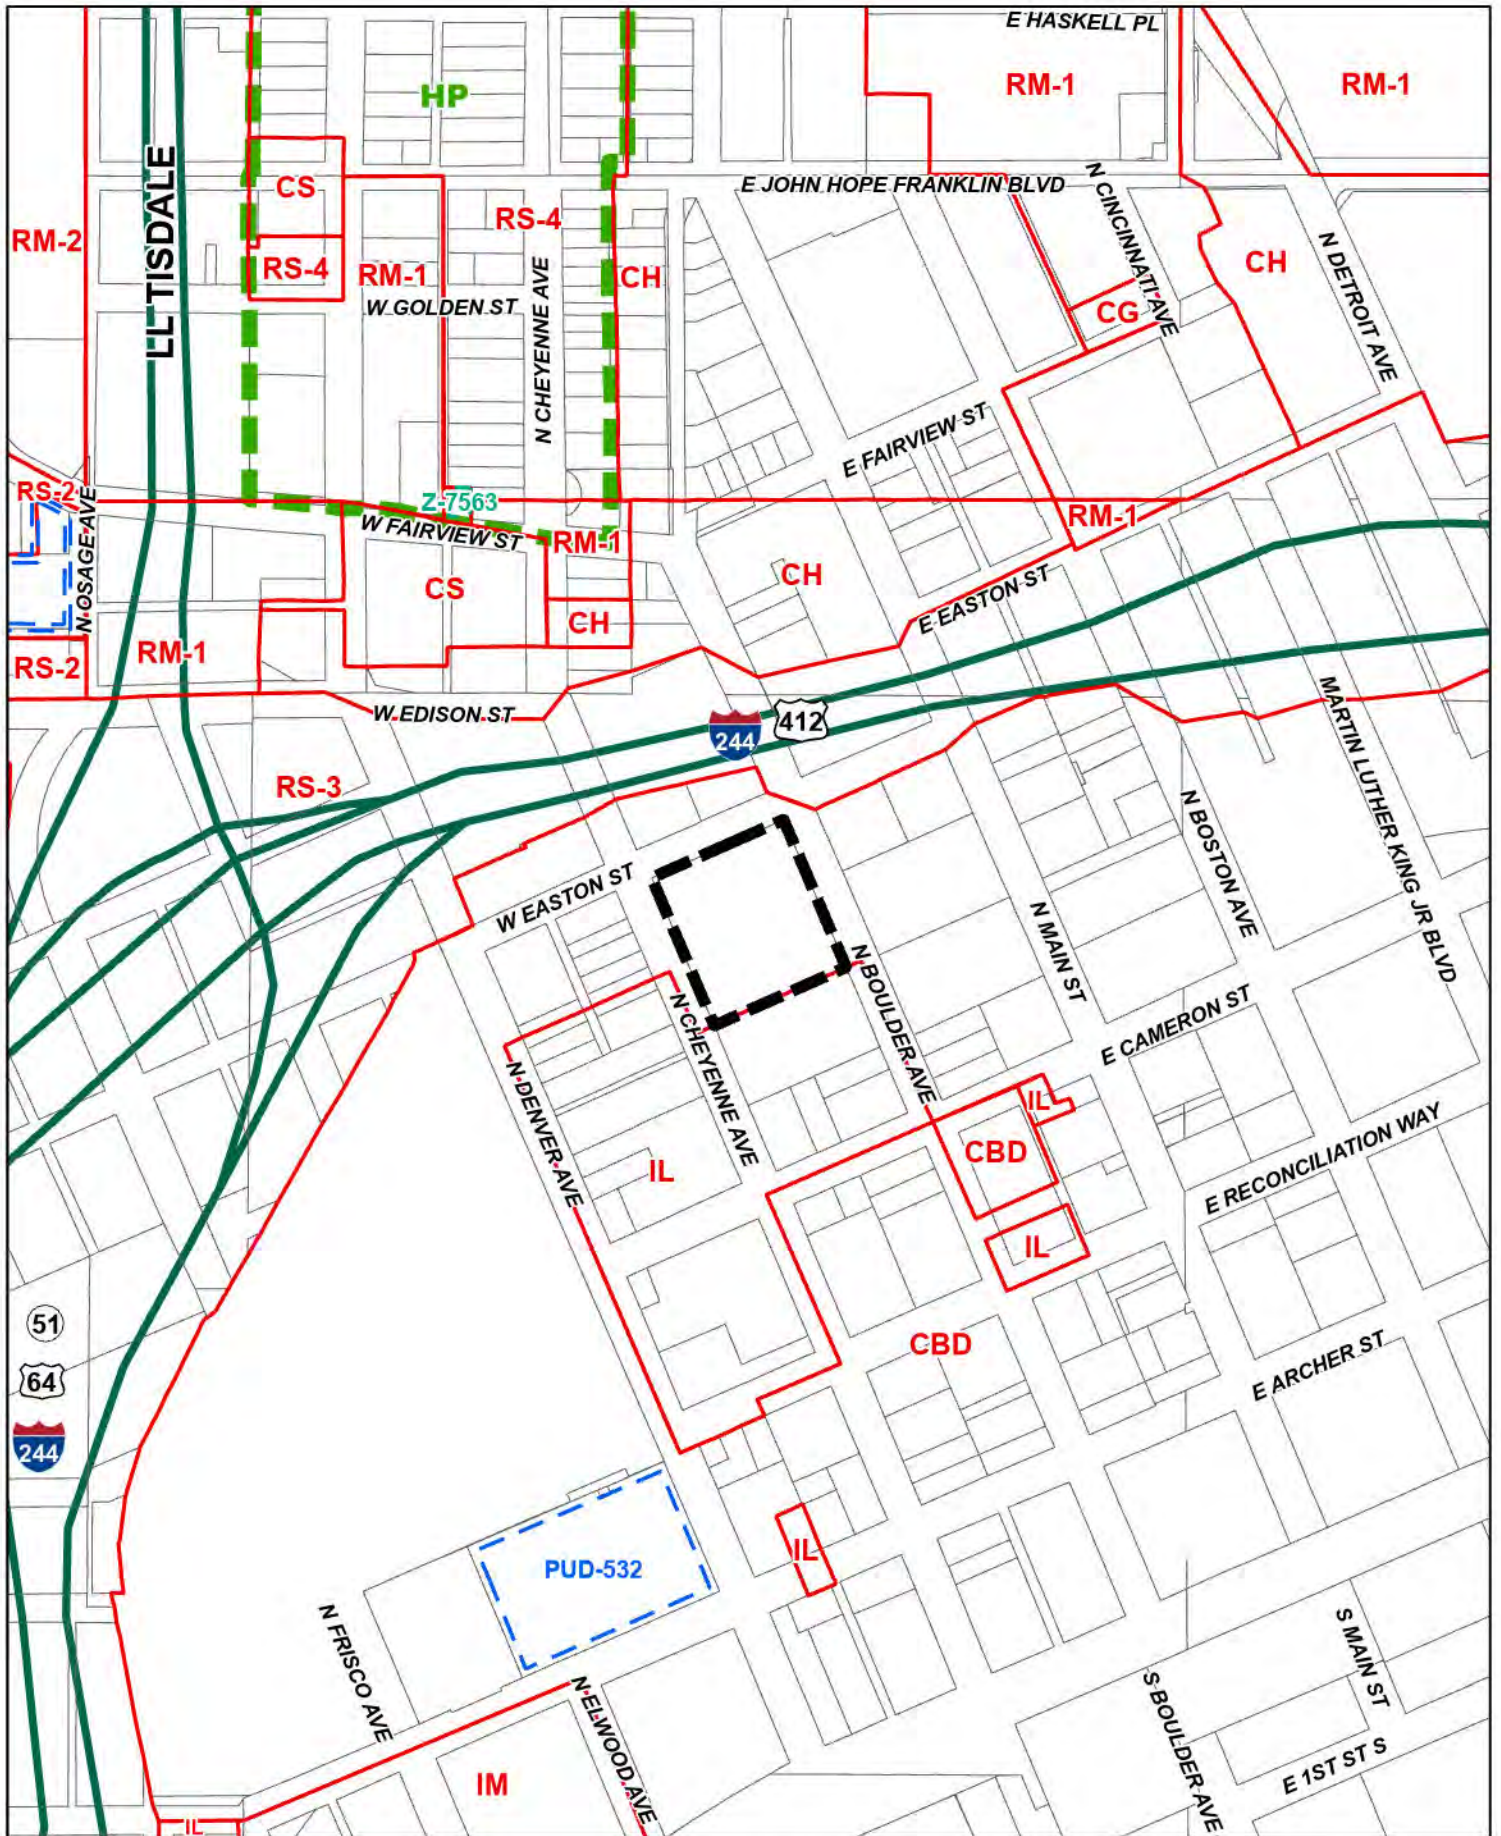 E HASKELL PL
RM-1
RM-1
HP
LL TISDALE
CS
E JOHN HOPE FRANKLIN BLVD
N CINCINNATI AVE
RS-4
RM-2
RS-4
RM-1
CH
CH
N DETROIT AVE
W GOLDEN ST
N CHEYENNE AVE
CG
E FAIRVIEW ST
RS-2
N OSAGE AVE
Z-7563
W FAIRVIEW ST
RM-1
RM-1
CS
CH
E EASTON ST
CH
RS-2
RM-1
W EDISON ST
412
244
MARTIN LUTHER KING JR BLVD
RS-3
N BOSTON AVE
W EASTON ST
N MAIN ST
N BOULDER AVE
N CHEYENNE AVE
E CAMERON ST
N DENVER AVE
IL
CBD
IL
E RECONCILIATION WAY
IL
51
64
244
CBD
E ARCHER ST
IL
PUD-532
N FRISCO AVE
N ELWOOD AVE
S MAIN ST
S BOULDER AVE
E 1ST ST S
IM
IL